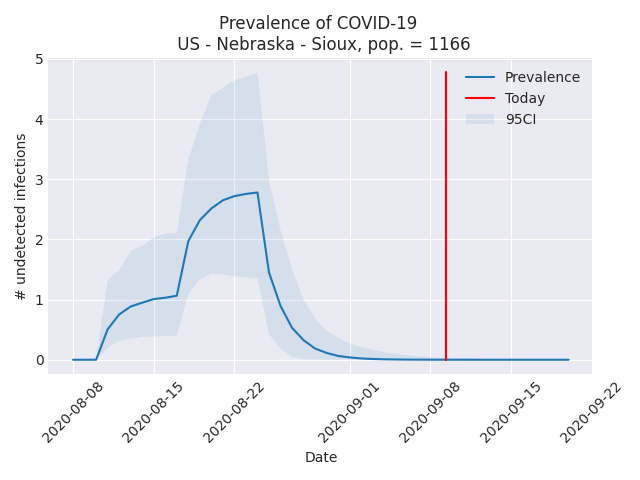 Prevalence of COVID-19
US - Nebraska - Sioux, pop. = 1166
5
4
3
2
1
0
# undetected infections
Prevalence
Today
95CI
2020-08-08
2020-08-15
2020-08-22
2020-09-01
2020-09-08
2020-09-15
2020-09-22
Date